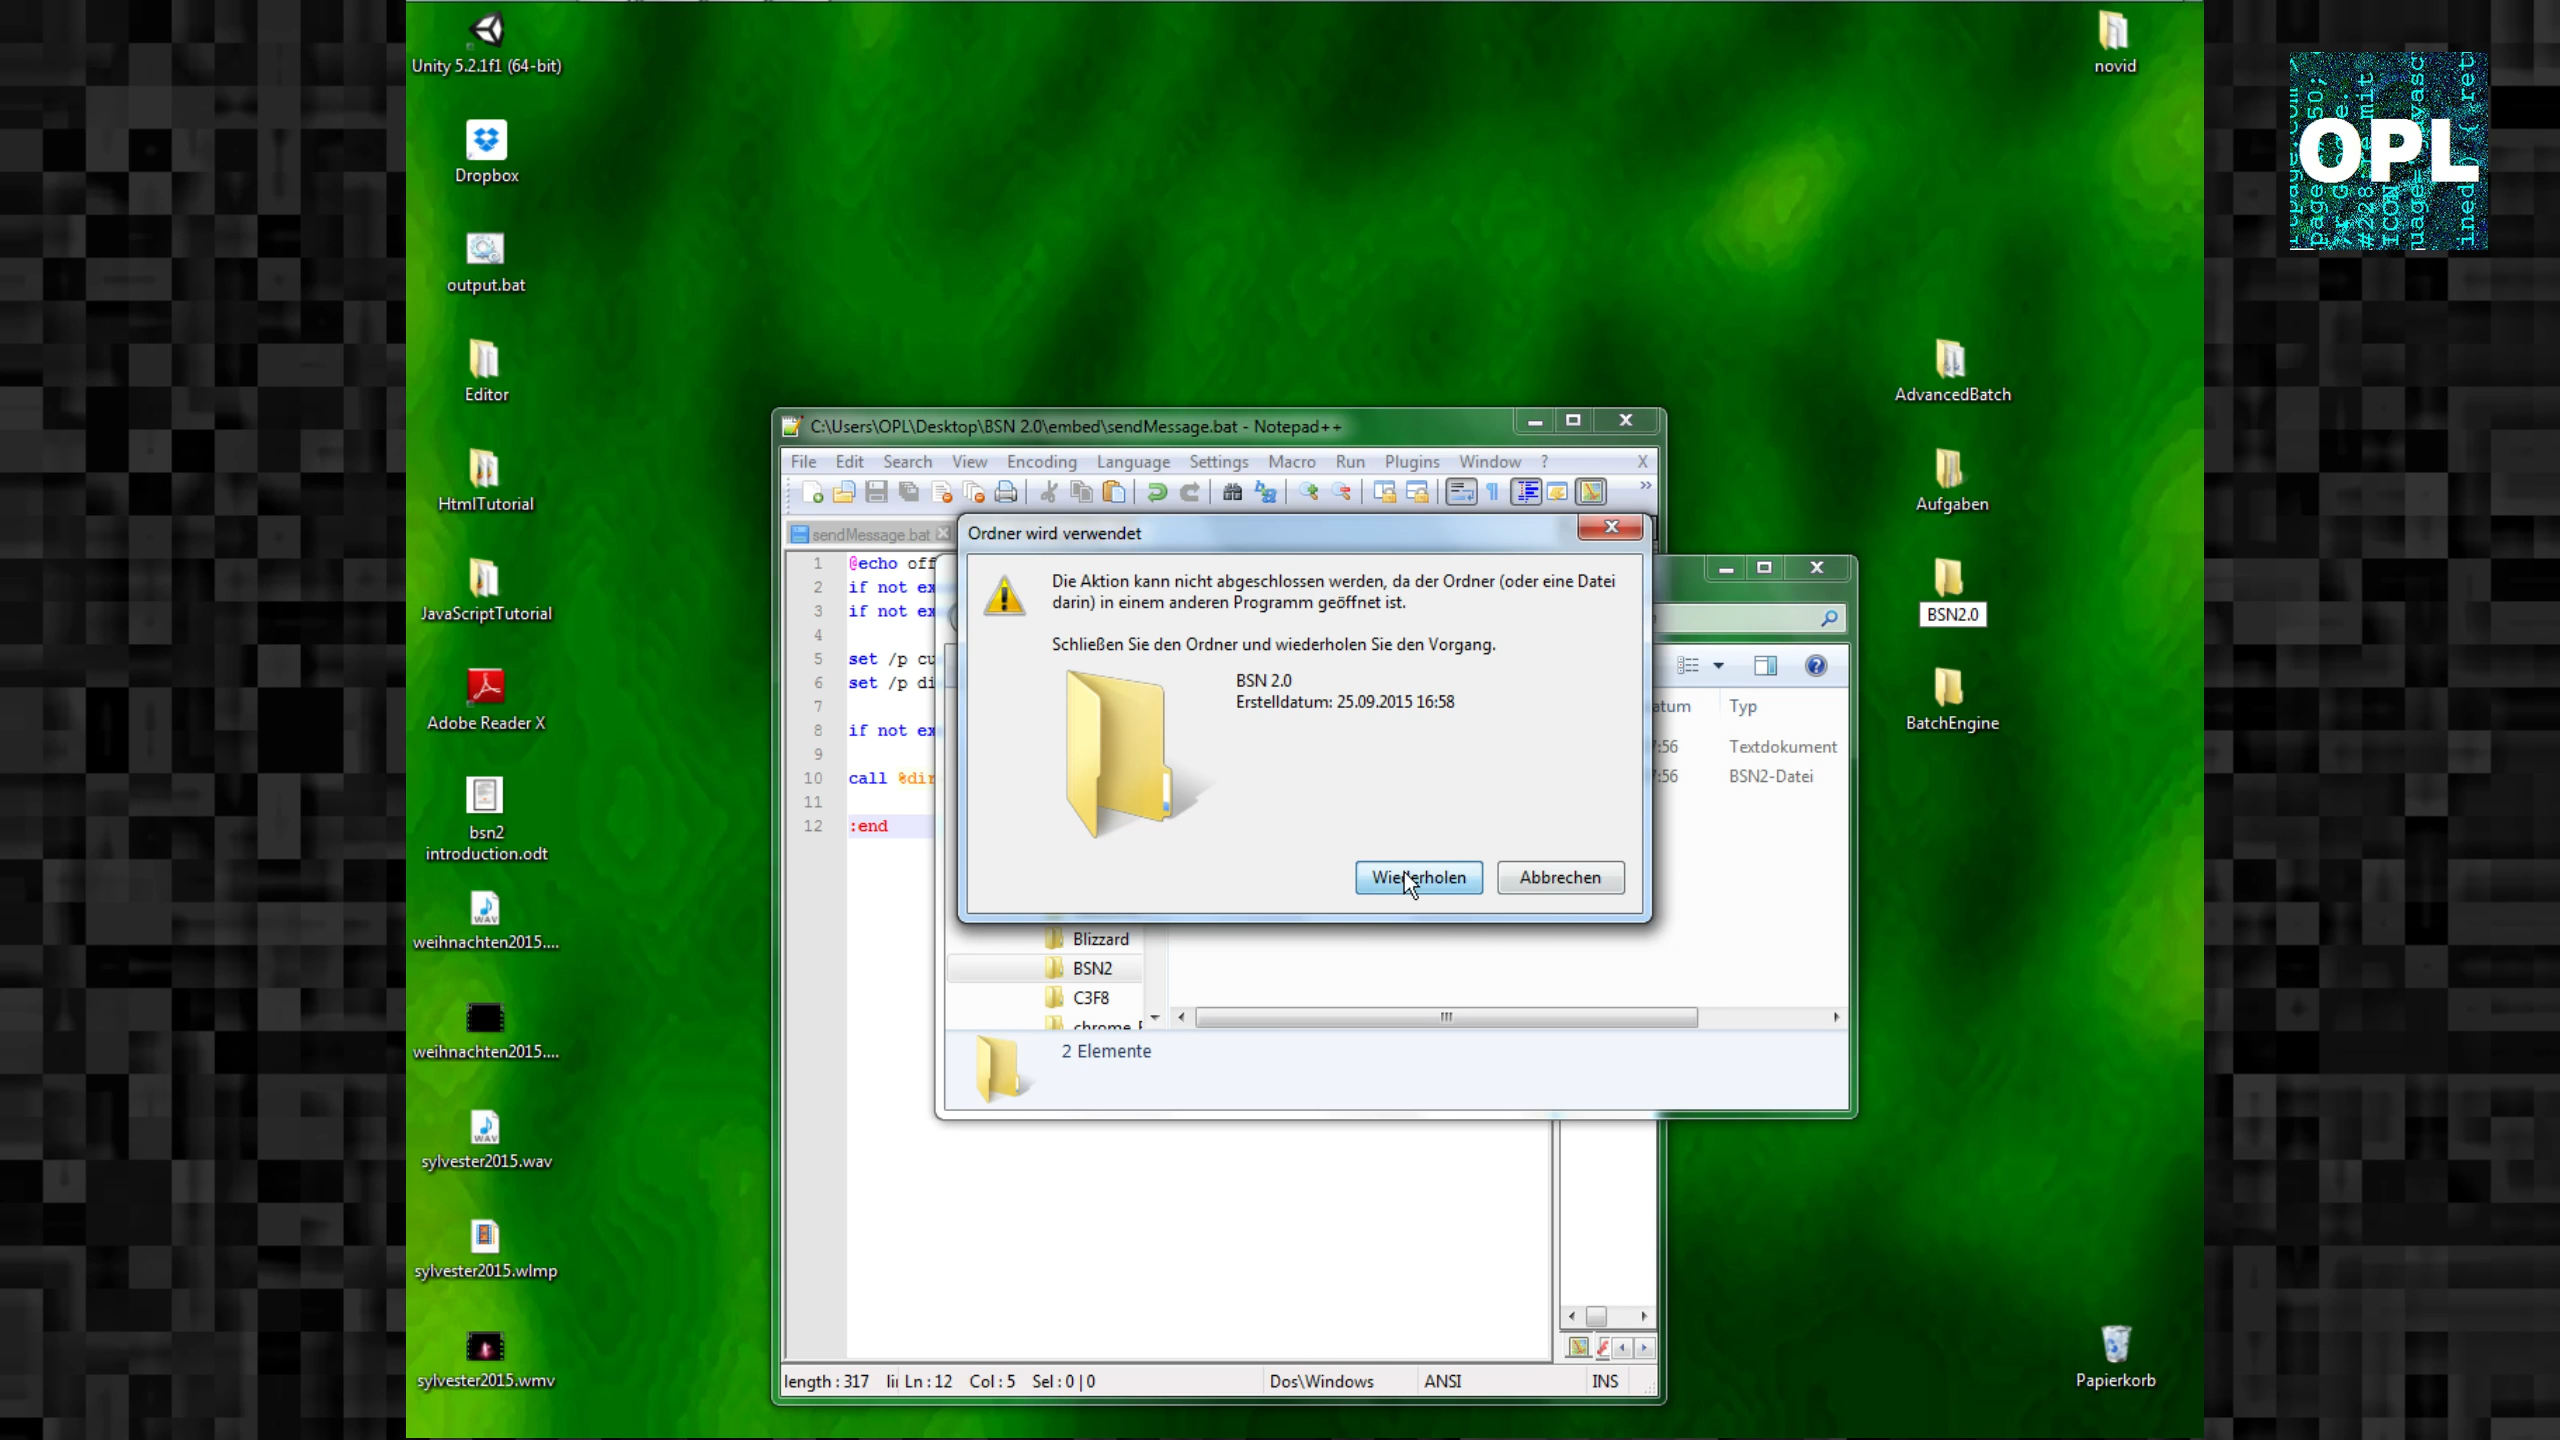 Unity 5.2.1f1 (64-bit)
Dropbox
output.bat
Editor
HtmlTutorial
JavaScriptTutorial
Adobe Reader X
bsn2
introduction.odt
weihnachten2015....
weihnachten2015....
sylvester2015.wav
sylvester2015.wlmp
sylvester2015.wmv
C:\Users\OPL\Desktop\BSN 2.0\embed\sendMessage.bat - Notepad++
File Edit Search View Encoding Language Settings Macro Run Plugins Window ? X
sendMessage.bat
1 @echo off
2 if not ex
3 if not ex
4
5 set /p cu
6 set /p di
7
8 if not ex
9
10 call %dir
11
12 :end
Ordner wird verwendet
Die Aktion kann nicht abgeschlossen werden, da der Ordner (oder eine Datei
darin) in einem anderen Programm geöffnet ist.
Schließen Sie den Ordner und wiederholen Sie den Vorgang.
BSN 2.0
Erstelldatum: 25.09.2015 16:58
Wiederholen Abbrechen
atum Typ
7:56 Textdokument
7:56 BSN2-Datei
Blizzard
BSN2
C3F8
2 Elemente
length : 317 Ln : 12 Col : 5 Sel : 0 | 0 Dos\Windows ANSI INS
novid
AdvancedBatch
Aufgaben
BSN2.0
BatchEngine
Papierkorb
OPL